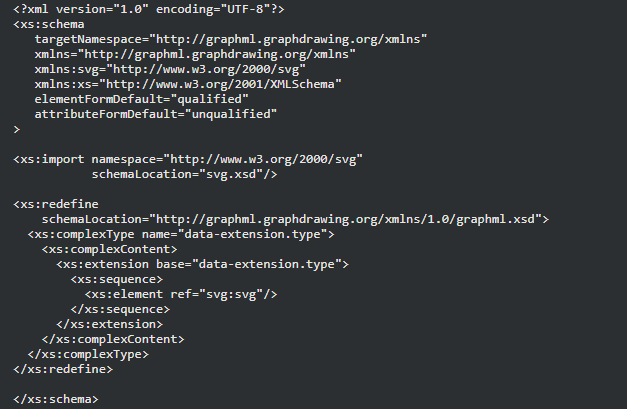 <?xml version="1.0" encoding="UTF-8"?>
<xs:schema
targetNamespace="http://graphml.graphdrawing.org/xmlns"
xmlns="http://graphml.graphdrawing.org/xmlns"
xmlns:svg="http://www.w3.org/2000/svg"
xmlns:xs="http://www.w3.org/2001/XMLSchema"
elementFormDefault="qualified"
attributeFormDefault="unqualified"
>
<xs:import namespace="http://www.w3.org/2000/svg"
schemaLocation="svg.xsd"/>
<xs:redefine
schemaLocation="http://graphml.graphdrawing.org/xmlns/1.0/graphml.xsd">
<xs:complexType name="data-extension.type">
<xs:complexContent>
<xs:extension base="data-extension.type">
<xs:sequence>
<xs:element ref="svg:svg"/>
</xs:sequence>
</xs:extension>
</xs:complexContent>
</xs:complexType>
</xs:redefine>
</xs:schema>